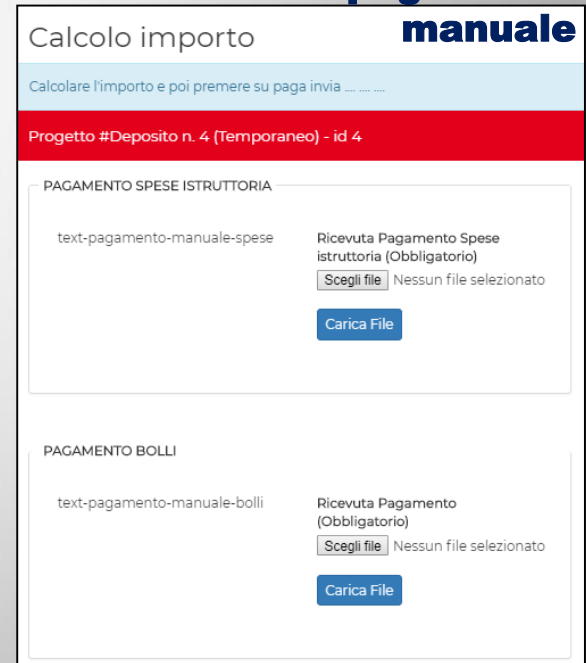 manuale
Calcolo importo
Calcolare l'importo e poi premere su paga invia .... .... ....
Progetto #Deposito n. 4 (Temporaneo) - id 4
PAGAMENTO SPESE ISTRUTTORIA
text-pagamento-manuale-spese
Ricevuta Pagamento Spese
istruttoria (Obbligatorio)
Scegli file Nessun file selezionato
Carica File
PAGAMENTO BOLLI
text-pagamento-manuale-bolli
Ricevuta Pagamento
(Obbligatorio)
Scegli file Nessun file selezionato
Carica File